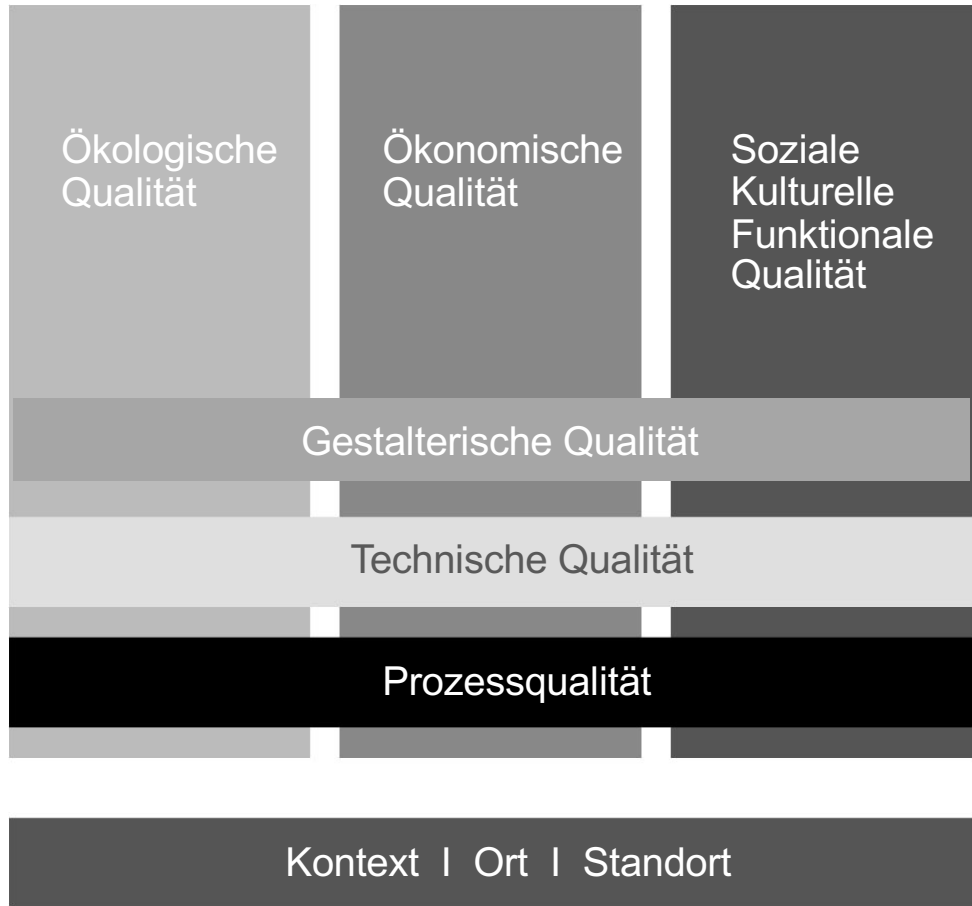 Ökologische
Qualität
Ökonomische
Qualität
Soziale
Kulturelle
Funktionale
Qualität
Gestalterische Qualität
Technische Qualität
Prozessqualität
Kontext I Ort I Standort